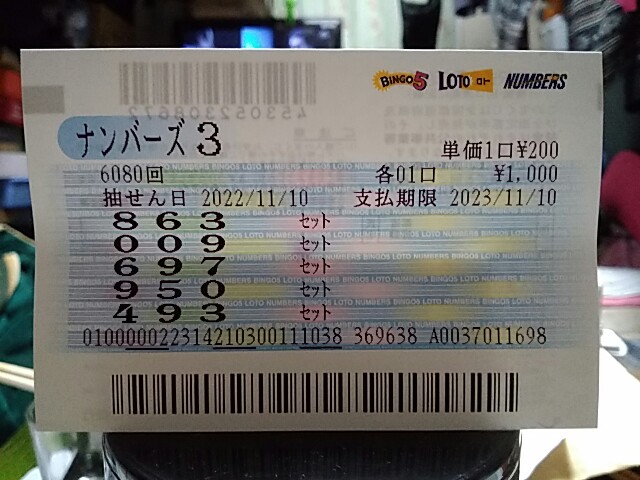 453052308672
BINGO5 LOTO ロト NUMBERS
ナンバーズ3
単価1口¥200
6080回 各01口 ¥1,000
抽せん日 2022/11/10 支払期限 2023/11/10
863 セット
009 セット
697 セット
950 セット
493 セット
0100000223142103001110​38 369638 A0037011698